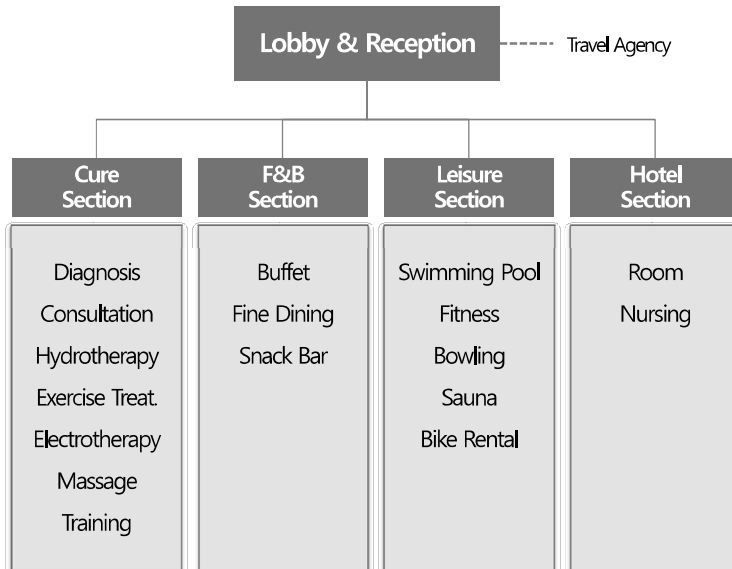 Lobby & Reception
Travel Agency
Cure
Section
F&B
Section
Leisure
Section
Hotel
Section
Diagnosis
Consultation
Hydrotherapy
Exercise Treat.
Electrotherapy
Massage
Training
Buffet
Fine Dining
Snack Bar
Swimming Pool
Fitness
Bowling
Sauna
Bike Rental
Room
Nursing